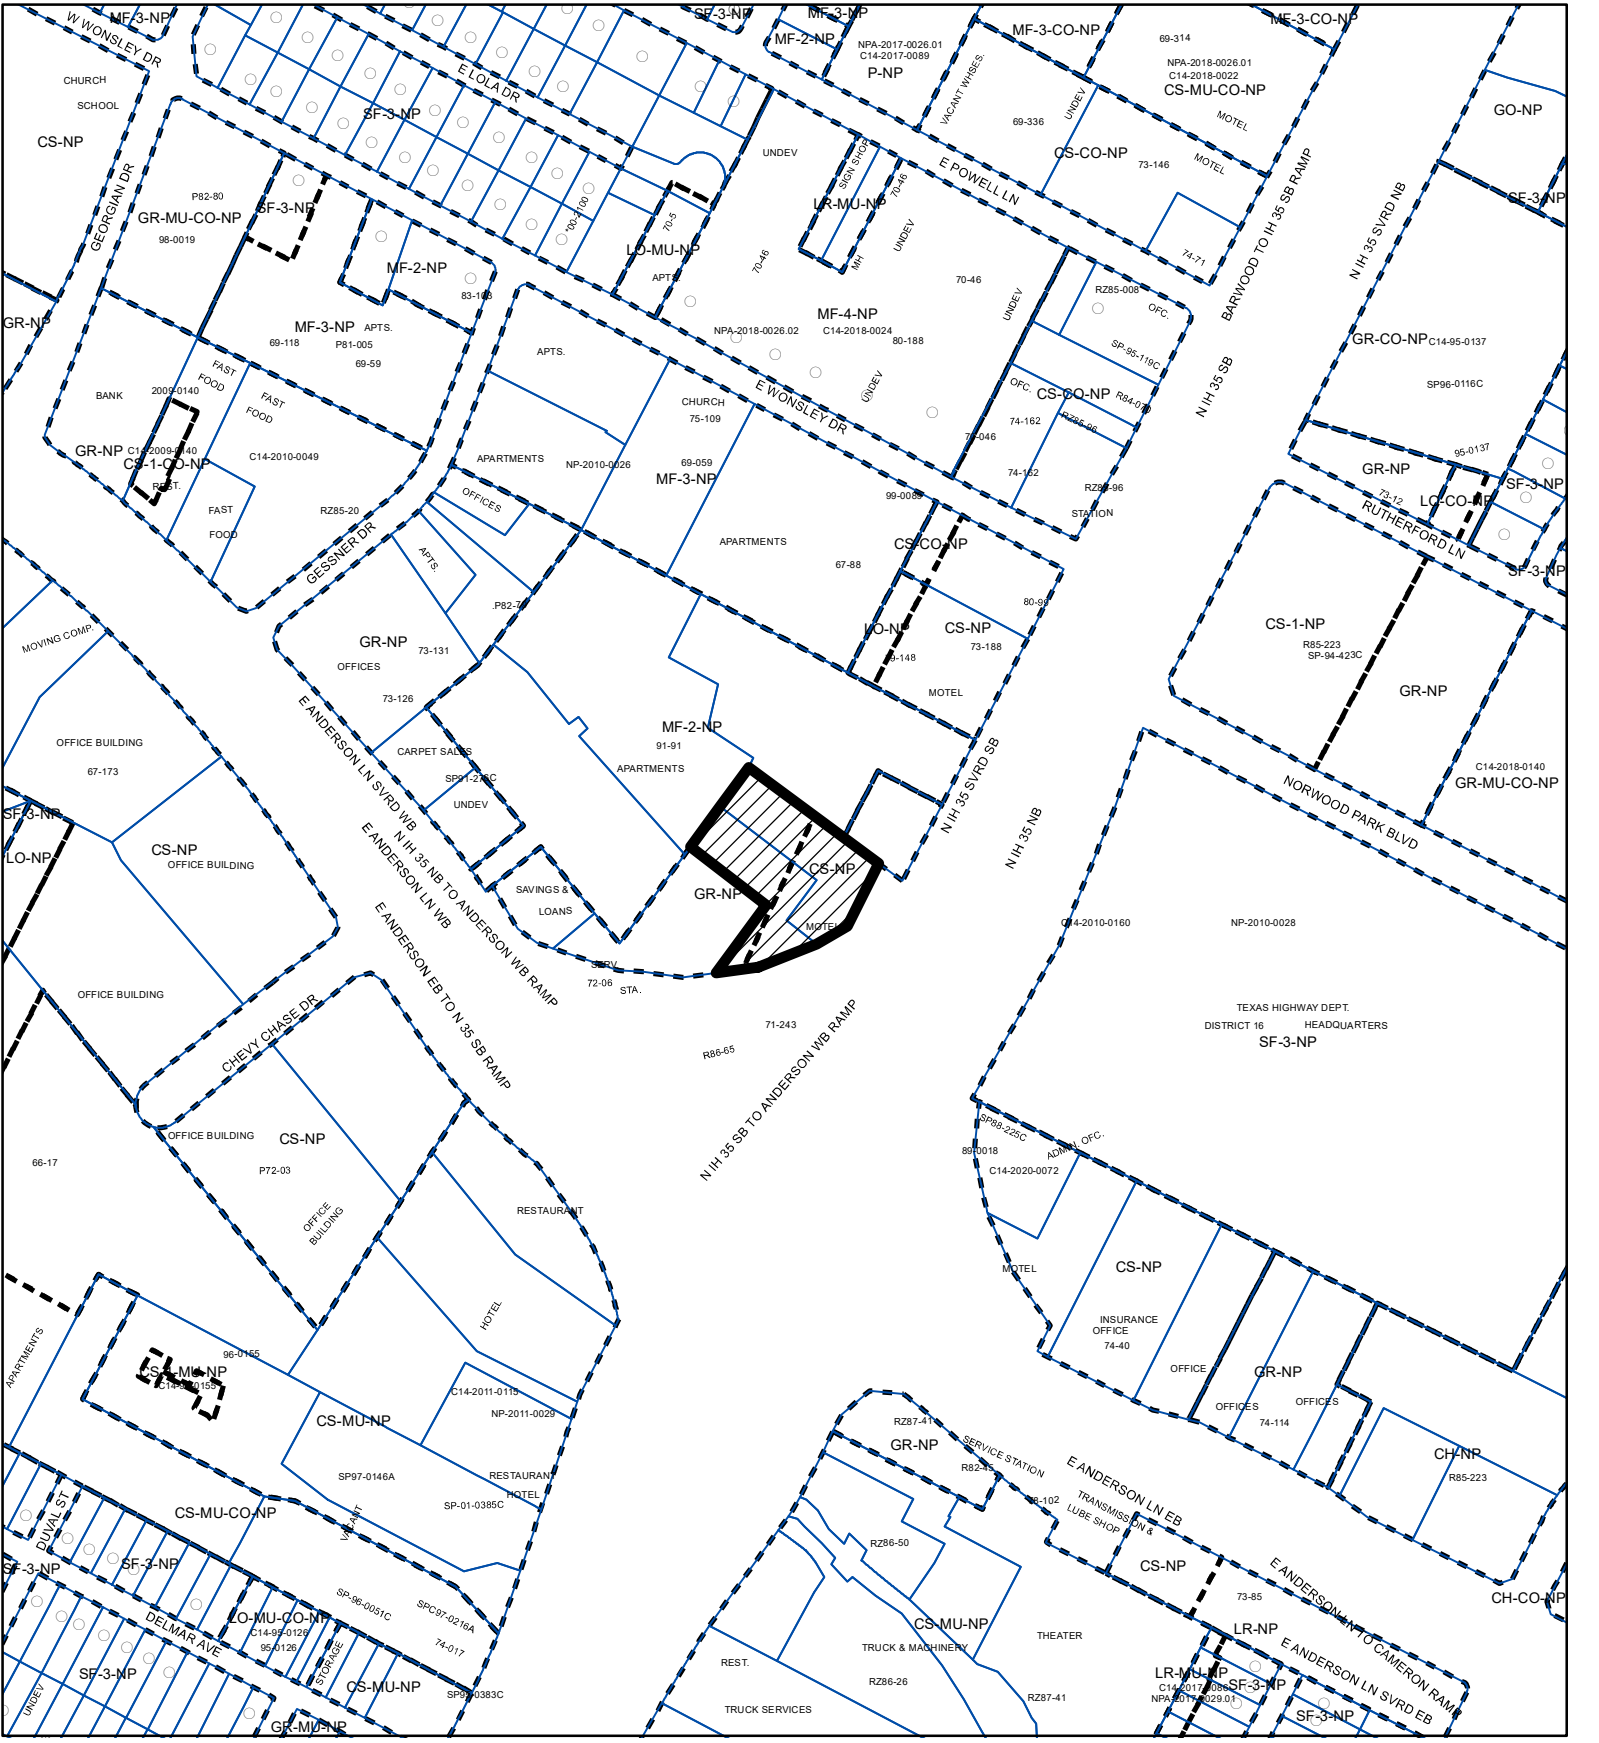 MF-3-NP
W WONSLEY DR
CHURCH
SCHOOL
CS-NP
GEORGIAN DR
P82-80
GR-MU-CO-NP
98-0019
SF-3-NP
E LOLA DR
SF-3-NP
SF-3-NP
MF-3-NP
MF-2-NP
NPA-2017-0026.01
C14-2017-0089
P-NP
MF-3-CO-NP
VACANT WHSES.
UNDEV
69-336
69-314
MF-3-CO-NP
NPA-2018-0026.01
C14-2018-0022
CS-MU-CO-NP
MOTEL
CS-CO-NP
73-146
MOTEL
GO-NP
SF-3-NP
E POWELL LN
74-71
BARWOOD TO IH 35 SB RAMP
N IH 35 SVRD NB
N IH 35 SB
UNDEV
SIGN SHOP
LR-MU-NP
70-46
UNDEV
MH
70-46
70-46
UNDEV
*00-2100
70-5
LO-MU-NP
APTS.
MF-4-NP
NPA-2018-0026.02
C14-2018-0024
80-188
UNDEV
RZ85-008
OFC.
SP-95-119C
OFC.
CS-CO-NP
74-162
RZ85-96
74-162
STATION
GR-CO-NP
C14-95-0137
SP96-0116C
95-0137
GR-NP
73-12
LO-CO-NP
SF-3-NP
RUTHERFORD LN
SF-3-NP
GR-NP
MF-2-NP
MF-3-NP
APTS.
69-118
P81-005
69-59
FAST
FOOD
FAST
FOOD
BANK
2009-0140
GR-NP
C14-2009-0140
CS-1-CO-NP
REST.
C14-2010-0049
FAST
FOOD
RZ85-20
GESSNER DR
APTS.
E WONSLEY DR
CHURCH
75-109
APARTMENTS
NP-2010-0026
69-059
MF-3-NP
OFFICES
APTS.
APARTMENTS
67-88
CS-CO-NP
80-99
LO-NP
CS-NP
73-188
MOTEL
CS-1-NP
R85-223
SP-94-423C
GR-NP
C14-2018-0140
GR-MU-CO-NP
NORWOOD PARK BLVD
MOVING COMP.
OFFICE BUILDING
67-173
SF-3-NP
LO-NP
CS-NP
OFFICE BUILDING
OFFICE BUILDING
GR-NP
73-131
OFFICES
73-126
CARPET SALES
UNDEV
MF-2-NP
91-91
APARTMENTS
SAVINGS &
LOANS
GR-NP
CS-NP
MOTEL
SERV.
72-06
STA.
71-243
R86-65
E ANDERSON LN SVRD WB
E ANDERSON LN WB
N IH 35 NB TO ANDERSON WB RAMP
E ANDERSON EB TO N 35 SB RAMP
N IH 35 SB TO ANDERSON WB RAMP
N IH 35 SVRD SB
N IH 35 NB
C14-2010-0160
NP-2010-0028
TEXAS HIGHWAY DEPT.
DISTRICT 16
HEADQUARTERS
SF-3-NP
CHEVY CHASE DR
OFFICE BUILDING
CS-NP
P72-03
OFFICE
BUILDING
66-17
RESTAURANT
HOTEL
SP88-225C
89-0018
ADMIN. OFC.
C14-2020-0072
MOTEL
CS-NP
INSURANCE
OFFICE
74-40
OFFICE
GR-NP
OFFICES
OFFICES
74-114
CH-NP
R85-223
CH-CO-NP
APARTMENTS
96-0155
CS-MU-NP
C14-2011-0115
NP-2011-0029
SP97-0146A
RESTAURANT
HOTEL
SP-01-0385C
VACANT
CS-MU-CO-NP
DUVAL ST
SF-3-NP
SF-3-NP
DELMAR AVE
SF-3-NP
UNDEV
LO-MU-CO-NP
C14-95-0126
95-0126
STORAGE
SP-96-0051C
SPC97-0216A
74-017
CS-MU-NP
GR-MU-NP
RZ87-41
GR-NP
SERVICE STATION
TRANSMISSION &
LUBE SHOP
E ANDERSON LN EB
RZ86-50
CS-MU-NP
TRUCK & MACHINERY
THEATER
REST.
RZ86-26
RZ87-41
TRUCK SERVICES
CS-NP
73-85
LR-NP
E ANDERSON LN TO CAMERON RAMP
E ANDERSON LN SVRD EB
LR-MU-NP
SF-3-NP
SF-3-NP